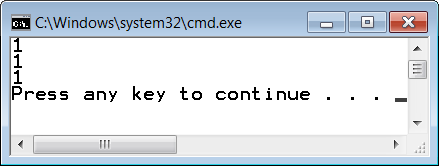 C:\Windows\system32\cmd.exe
1
1
1
Press any key to continue . . .